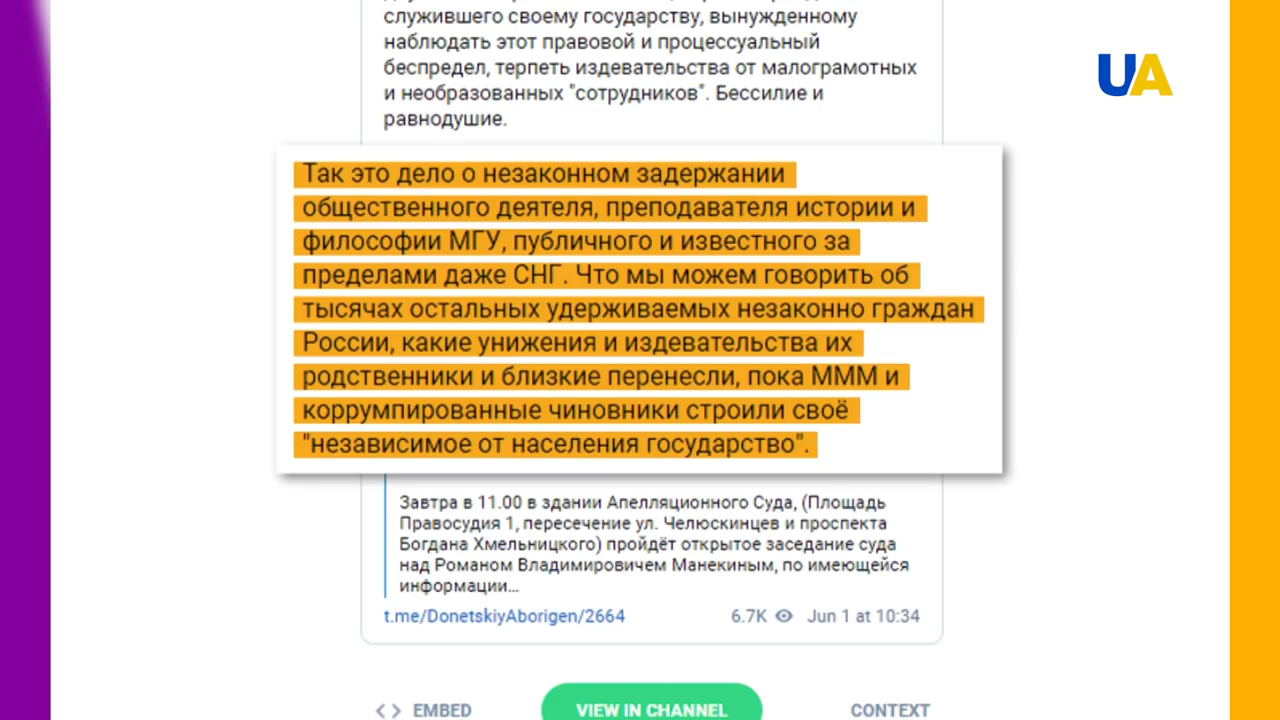 служившего своему государству, вынужденному
наблюдать этот правовой и процессуальный
беспредел, терпеть издевательства от малограмотных
и необразованных "сотрудников". Бессилие и
равнодушие.
UA
Так это дело о незаконном задержании
общественного деятеля, преподавателя истории и
философии МГУ, публичного и известного за
пределами даже СНГ. Что мы можем говорить об
тысячах остальных удерживаемых незаконно граждан
России, какие унижения и издевательства их
родственники и близкие перенесли, пока МММ и
коррумпированные чиновники строили своё
"независимое от населения государство".
Завтра в 11.00 в здании Апелляционного Суда, (Площадь
Правосудия 1, пересечение ул. Челюскинцев и проспекта
Богдана Хмельницкого) пройдёт открытое заседание суда
над Романом Владимировичем Манекиным, по имеющейся
информации…
t.me/DonetskiyAborigen/2664 6.7K Jun 1 at 10:34
EMBED VIEW IN CHANNEL CONTEXT